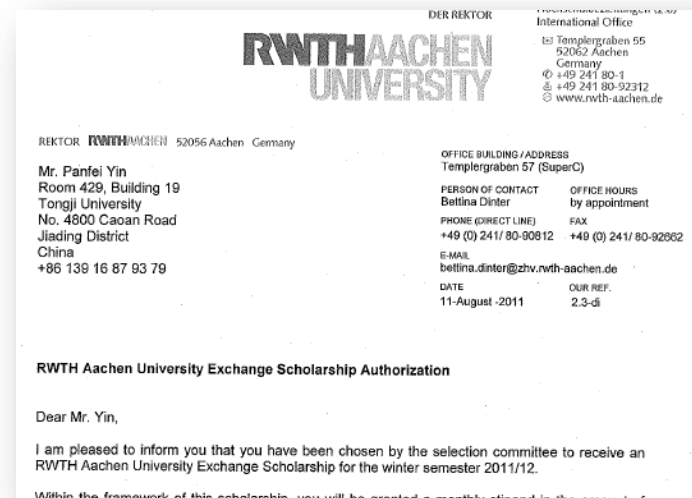 DER REKTOR
RWTHAACHEN
UNIVERSITY
International Office
Templergraben 55
52062 Aachen
Germany
+49 241 80-1
+49 241 80-92312
www.rwth-aachen.de
REKTOR RWTHAACHEN 52056 Aachen Germany
Mr. Panfei Yin
Room 429, Building 19
Tongji University
No. 4800 Caoan Road
Jiading District
China
+86 139 16 87 93 79
OFFICE BUILDING / ADDRESS
Templergraben 57 (SuperC)
PERSON OF CONTACT OFFICE HOURS
Bettina Dinter by appointment
PHONE (DIRECT LINE) FAX
+49 (0) 241/ 80-90812 +49 (0) 241/ 80-92662
E-MAIL
bettina.dinter@zhv.rwth-aachen.de
DATE OUR REF.
11-August -2011 2.3-di
RWTH Aachen University Exchange Scholarship Authorization
Dear Mr. Yin,
I am pleased to inform you that you have been chosen by the selection committee to receive an
RWTH Aachen University Exchange Scholarship for the winter semester 2011/12.
Within the framework of this scholarship, you will be granted a monthly stipend in the amount of